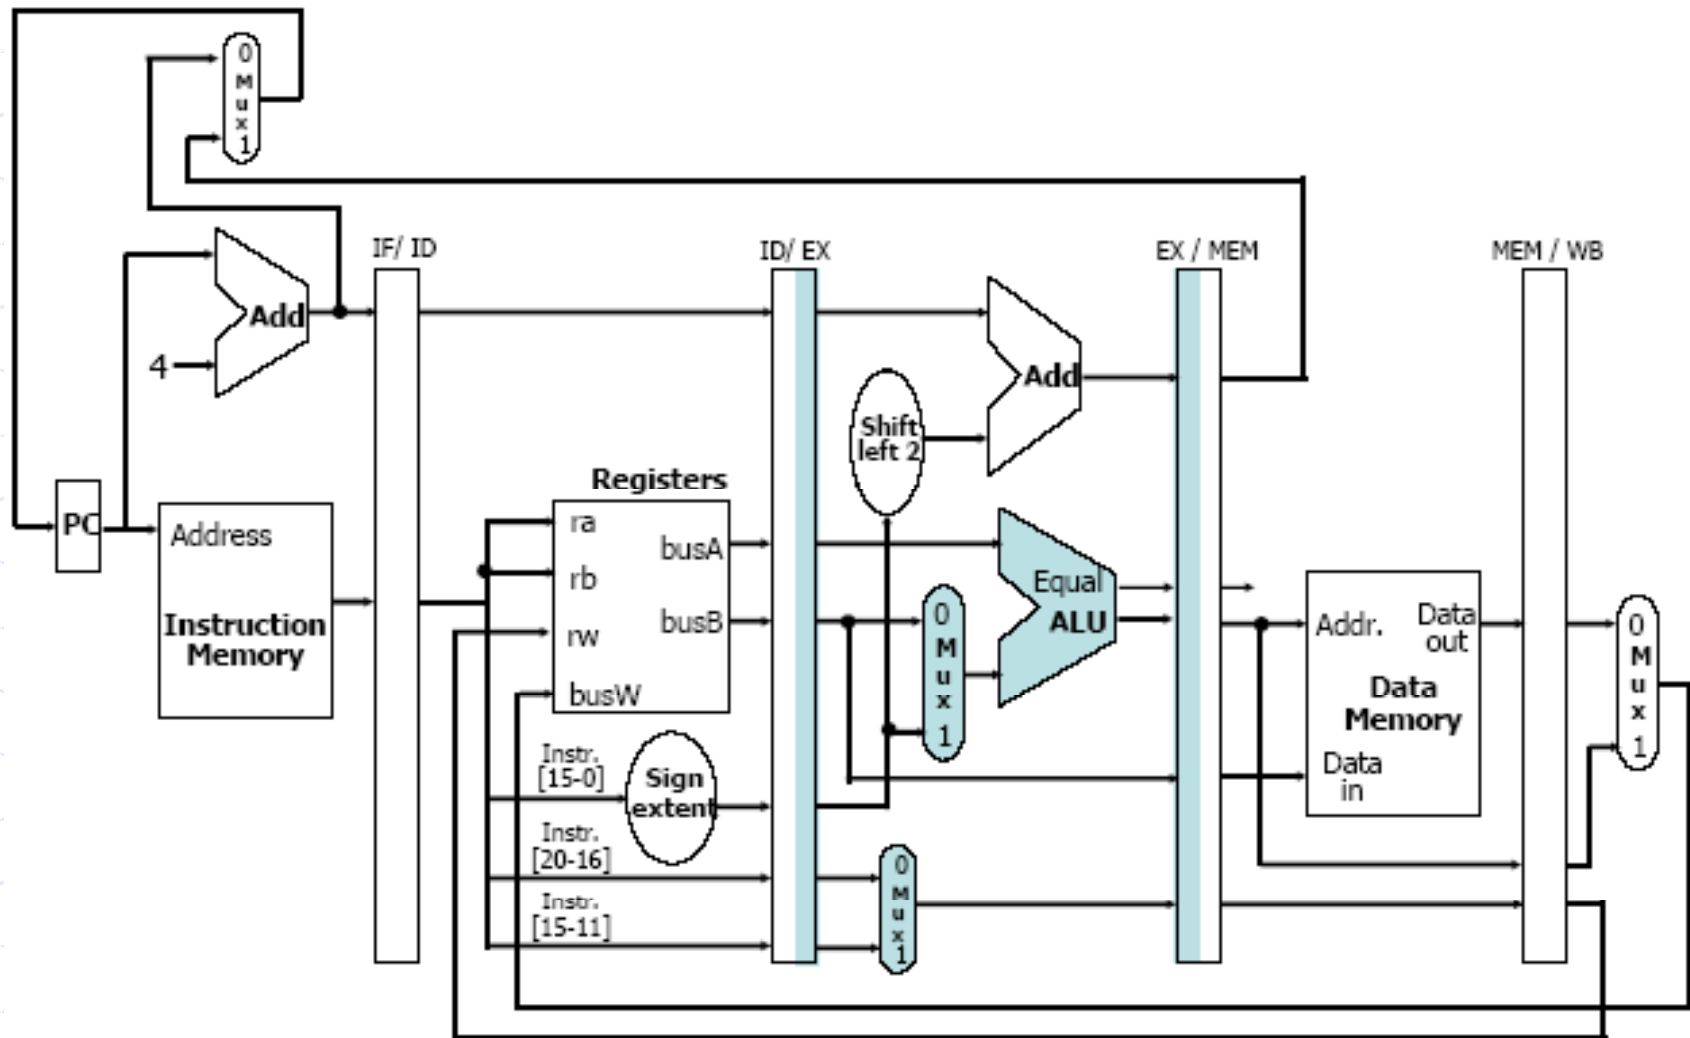 0
M
u
x
1
IF/ ID
ID/ EX
EX / MEM
MEM / WB
Add
4
Add
Shift
left 2
Registers
PC
Address
Instruction
Memory
ra
rb
rw
busW
busA
busB
0
M
u
x
1
Equal
ALU
Addr.
Data
out
Data
Memory
Data
in
0
M
u
x
1
Instr.
[15-0]
Sign
extent
Instr.
[20-16]
Instr.
[15-11]
0
M
u
x
1